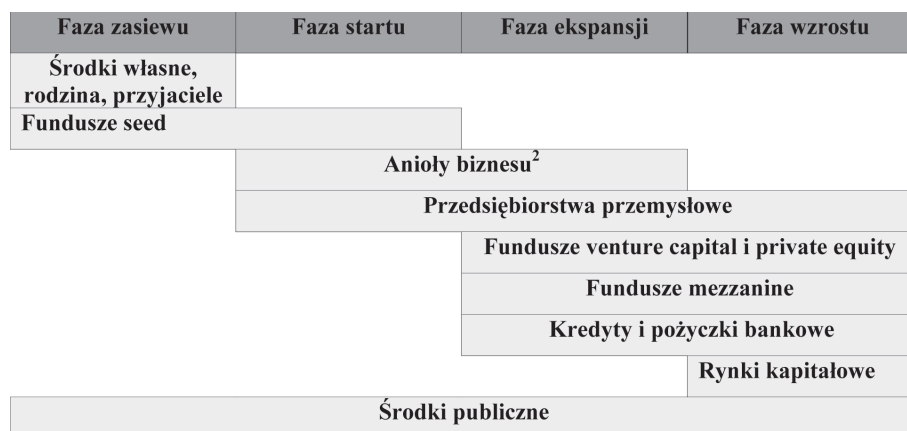 Faza zasiewu Faza startu Faza ekspansji Faza wzrostu
Środki własne,
rodzina, przyjaciele
Fundusze seed
Anioły biznesu²
Przedsiębiorstwa przemysłowe
Fundusze venture capital i private equity
Fundusze mezzanine
Kredyty i pożyczki bankowe
Rynki kapitałowe
Środki publiczne